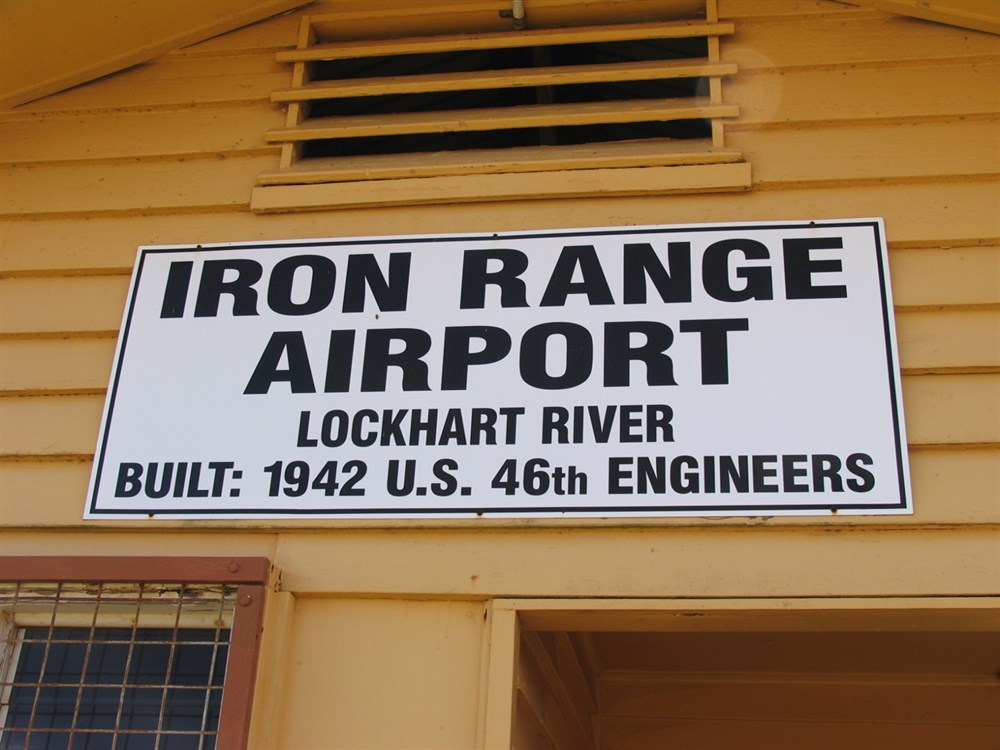 IRON RANGE
AIRPORT
LOCKHART RIVER
BUILT: 1942 U.S. 46th ENGINEERS